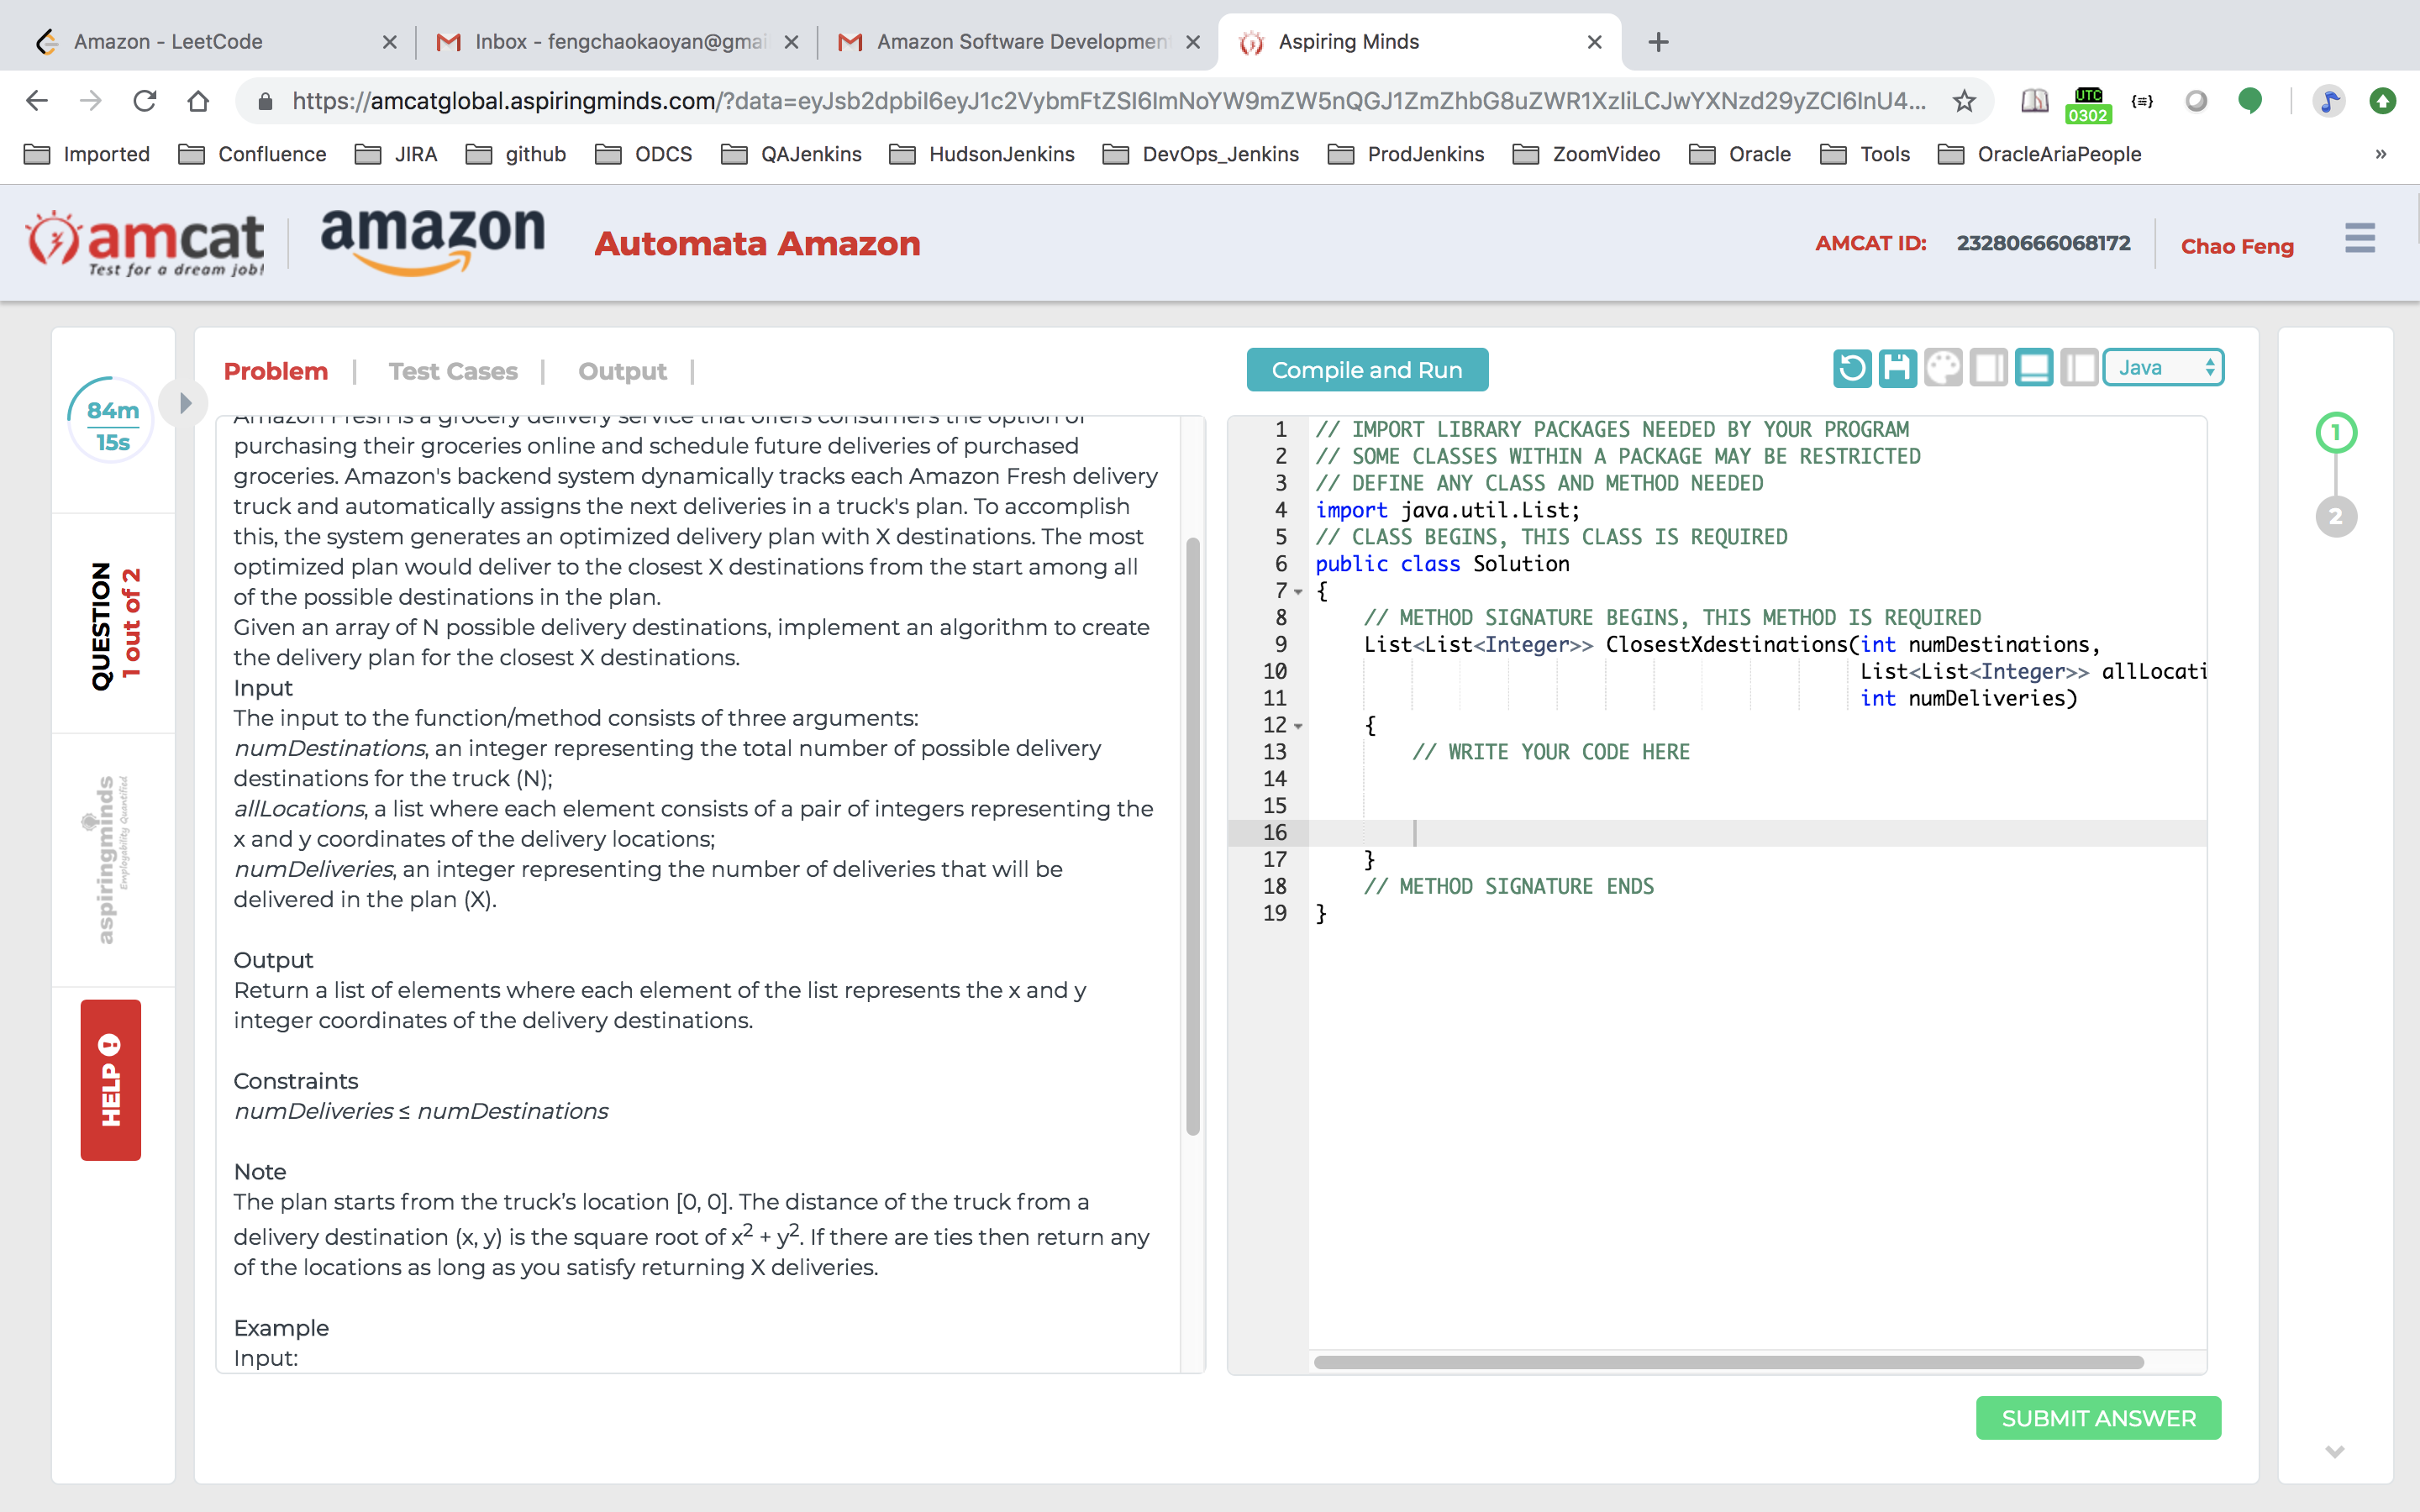 Amazon - LeetCode
Inbox - fengchaokaoyan@gmai
Amazon Software Developmen
Aspiring Minds
https://amcatglobal.aspiringminds.com/?data=eyJsb2dpbiI6eyJ1c2VybmFtZSI6ImNoYW9mZW5nQGJ1ZmZhbG8uZWR1XzIiLCJwYXNzd29yZCI6InU4...
UTC
0302
{≡}
Imported
Confluence
JIRA
github
ODCS
QAJenkins
HudsonJenkins
DevOps_Jenkins
ProdJenkins
ZoomVideo
Oracle
Tools
OracleAriaPeople
»
amcat
Test for a dream job!
amazon
Automata Amazon
AMCAT ID: 23280666068172
Chao Feng
84m
15s
QUESTION
1 out of 2
aspiringminds
Employability Quantified
HELP
Problem | Test Cases | Output |
Amazon Fresh is a grocery delivery service that offers consumers the option of
purchasing their groceries online and schedule future deliveries of purchased
groceries. Amazon's backend system dynamically tracks each Amazon Fresh delivery
truck and automatically assigns the next deliveries in a truck's plan. To accomplish
this, the system generates an optimized delivery plan with X destinations. The most
optimized plan would deliver to the closest X destinations from the start among all
of the possible destinations in the plan.
Given an array of N possible delivery destinations, implement an algorithm to create
the delivery plan for the closest X destinations.
Input
The input to the function/method consists of three arguments:
numDestinations, an integer representing the total number of possible delivery
destinations for the truck (N);
allLocations, a list where each element consists of a pair of integers representing the
x and y coordinates of the delivery locations;
numDeliveries, an integer representing the number of deliveries that will be
delivered in the plan (X).
Output
Return a list of elements where each element of the list represents the x and y
integer coordinates of the delivery destinations.
Constraints
numDeliveries ≤ numDestinations
Note
The plan starts from the truck’s location [0, 0]. The distance of the truck from a
delivery destination (x, y) is the square root of x2 + y2. If there are ties then return any
of the locations as long as you satisfy returning X deliveries.
Example
Input:
Compile and Run
Java
1 // IMPORT LIBRARY PACKAGES NEEDED BY YOUR PROGRAM
2 // SOME CLASSES WITHIN A PACKAGE MAY BE RESTRICTED
3 // DEFINE ANY CLASS AND METHOD NEEDED
4 import java.util.List;
5 // CLASS BEGINS, THIS CLASS IS REQUIRED
6 public class Solution
7 {
8 // METHOD SIGNATURE BEGINS, THIS METHOD IS REQUIRED
9 List<List<Integer>> ClosestXdestinations(int numDestinations,
10 List<List<Integer>> allLocati
11 int numDeliveries)
12 {
13 // WRITE YOUR CODE HERE
14
15
16
17 }
18 // METHOD SIGNATURE ENDS
19 }
SUBMIT ANSWER
1
2